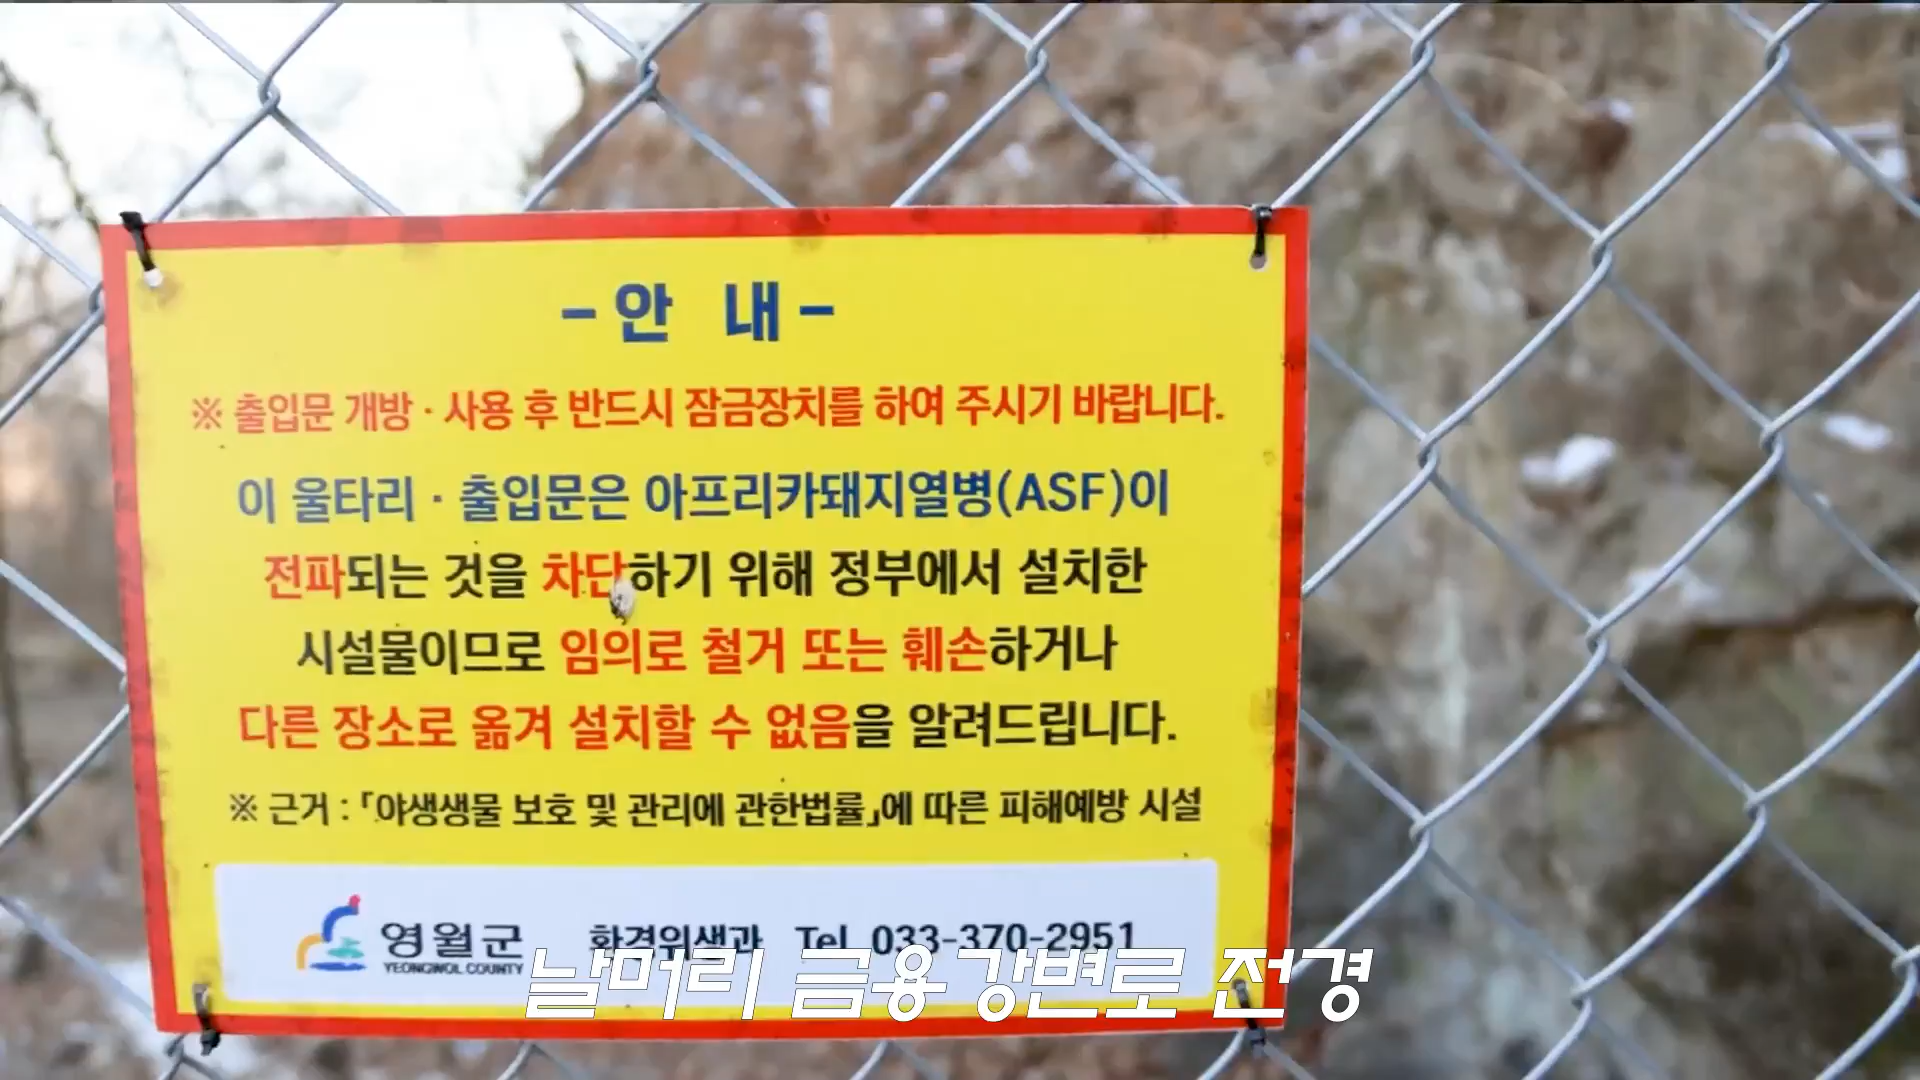 - 안 내 -
※ 출입문 개방 · 사용 후 반드시 잠금장치를 하여 주시기 바랍니다.
이 울타리 · 출입문은 아프리카돼지열병(ASF)이
전파되는 것을 차단하기 위해 정부에서 설치한
시설물이므로 임의로 철거 또는 훼손하거나
다른 장소로 옮겨 설치할 수 없음을 알려드립니다.
※ 근거 : 「야생생물 보호 및 관리에 관한법률」에 따른 피해예방 시설
영월군 환경위생과 Tel 033-370-2951
YEONGWOL COUNTY
날머리 금용강변로 전경